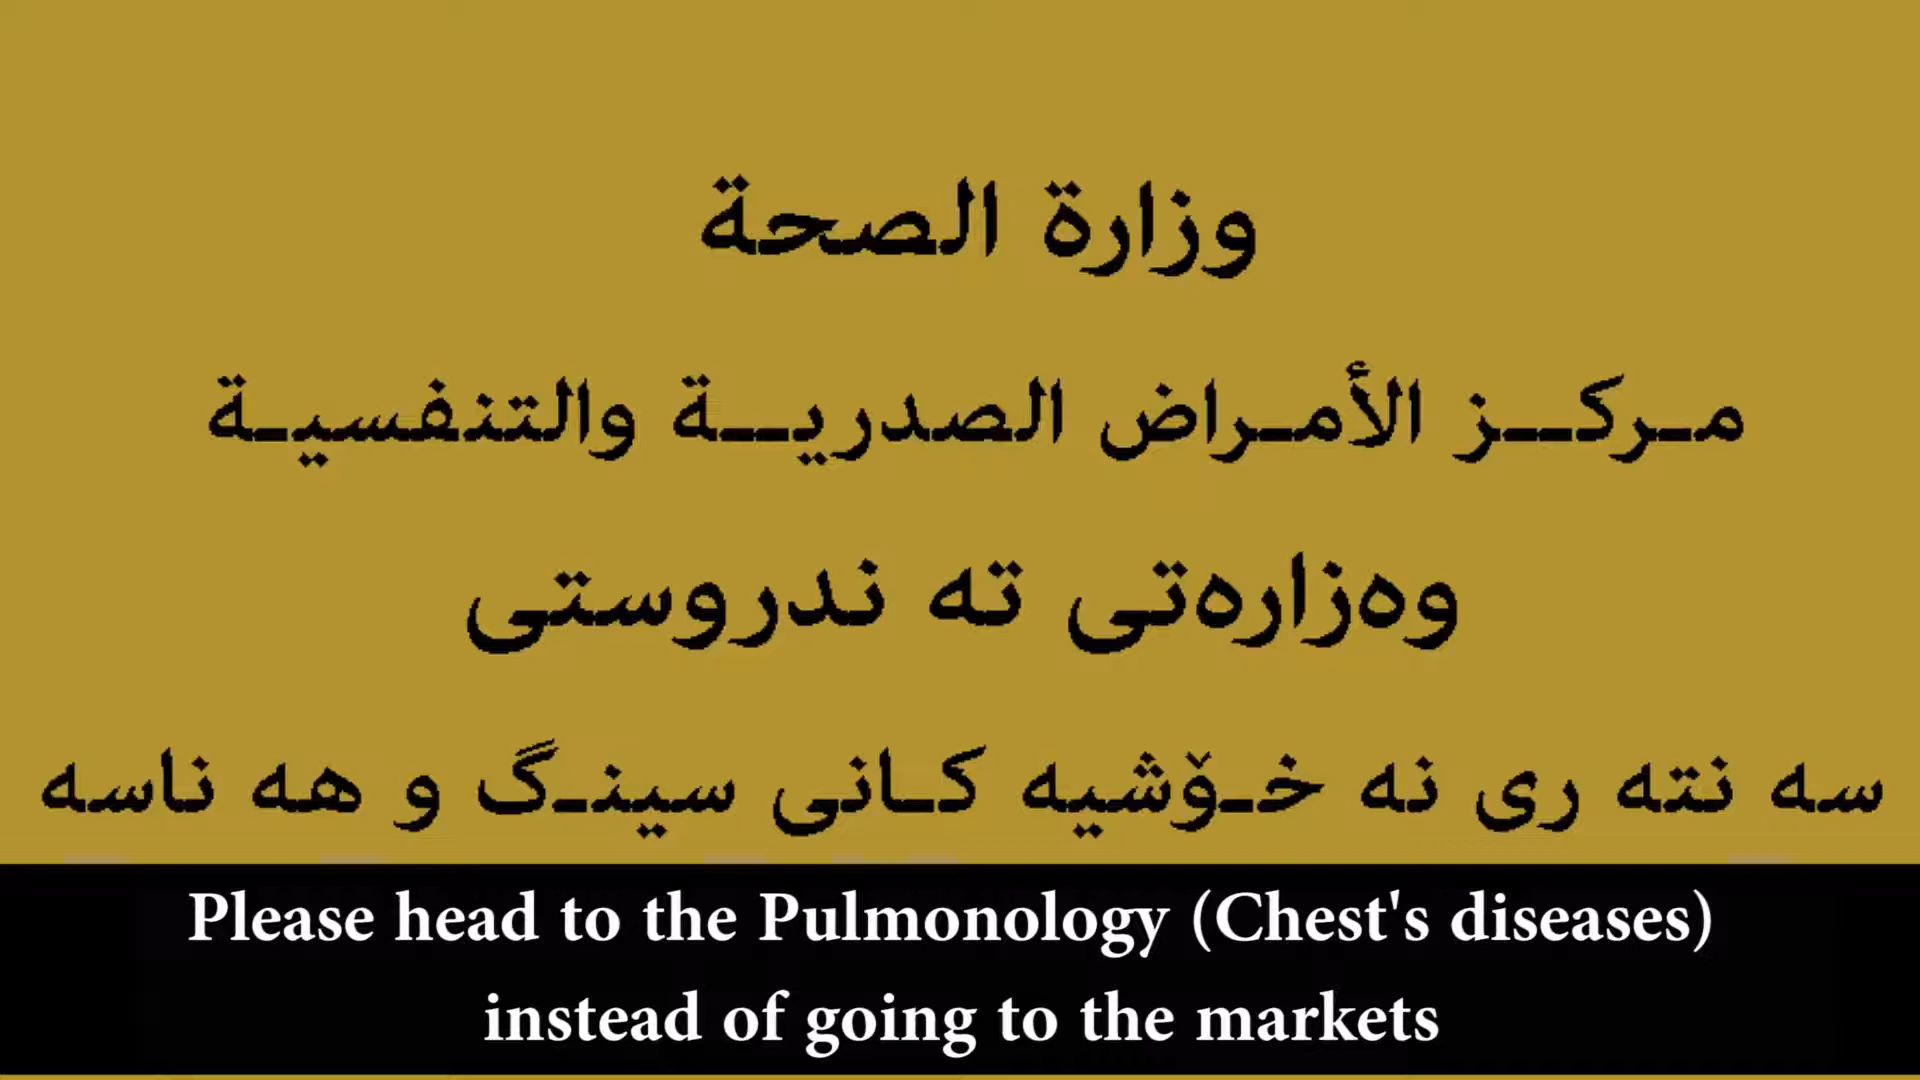 وزارة الصحة
مـركــز الأمـراض الصدريــة والتنفسيـة
وەزارەتی تە ندروستی
سە نتە ری نە خـۆشیە کـانی سینـگ و هە ناسە
Please head to the Pulmonology (Chest's diseases)
instead of going to the markets